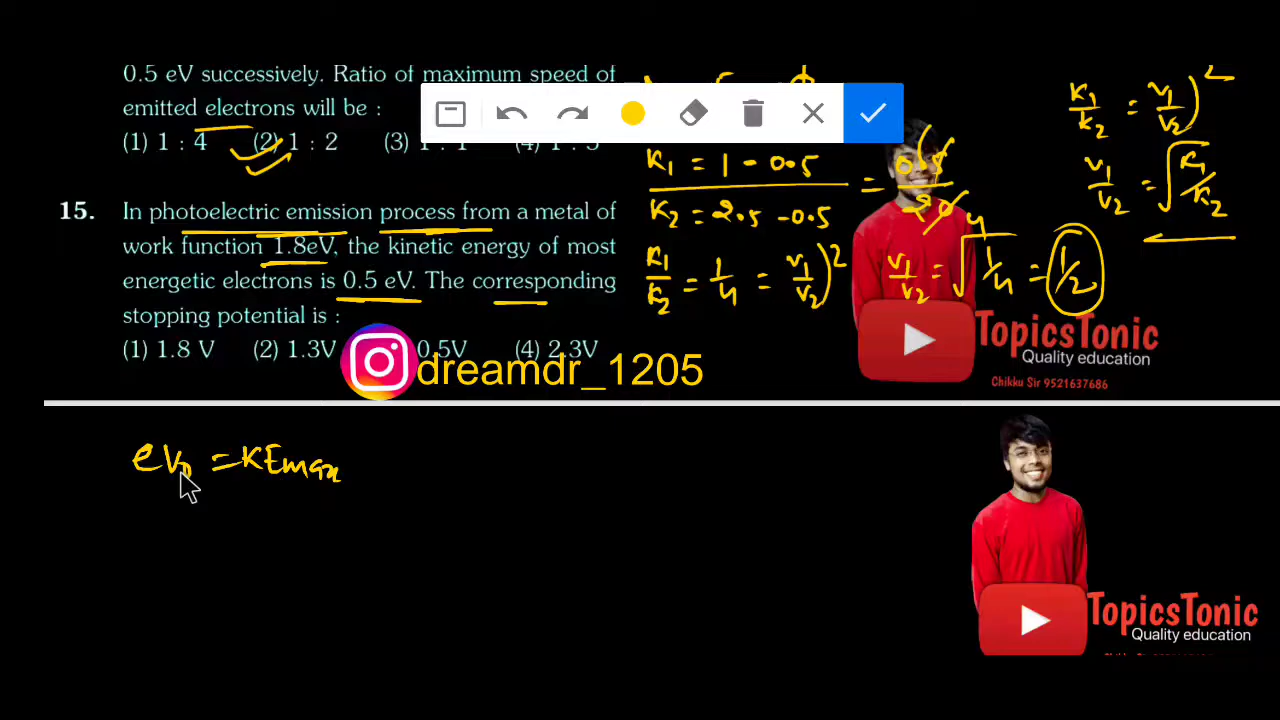 0.5 eV successively. Ratio of maximum speed of
emitted electrons will be :
(1) 1 : 4 (2) 1 : 2 (3) 1 : 1 (4) 1 : 3
K₁ = 1 - 0.5
K₂ = 2.5 - 0.5
K₁/K₂ = 1/4 = V₁/V₂)²
V₁/V₂ = √1/4 = 1/2
K₁/K₂ = V₁/V₂)²
V₁/V₂ = √K₁/K₂
15. In photoelectric emission process from a metal of
work function 1.8eV, the kinetic energy of most
energetic electrons is 0.5 eV. The corresponding
stopping potential is :
(1) 1.8 V (2) 1.3V 0.5V (4) 2.3V
dreamdr_1205
TopicsTonic
Quality education
Chikku Sir 9521637686
eV₀ = KEmax
TopicsTonic
Quality education